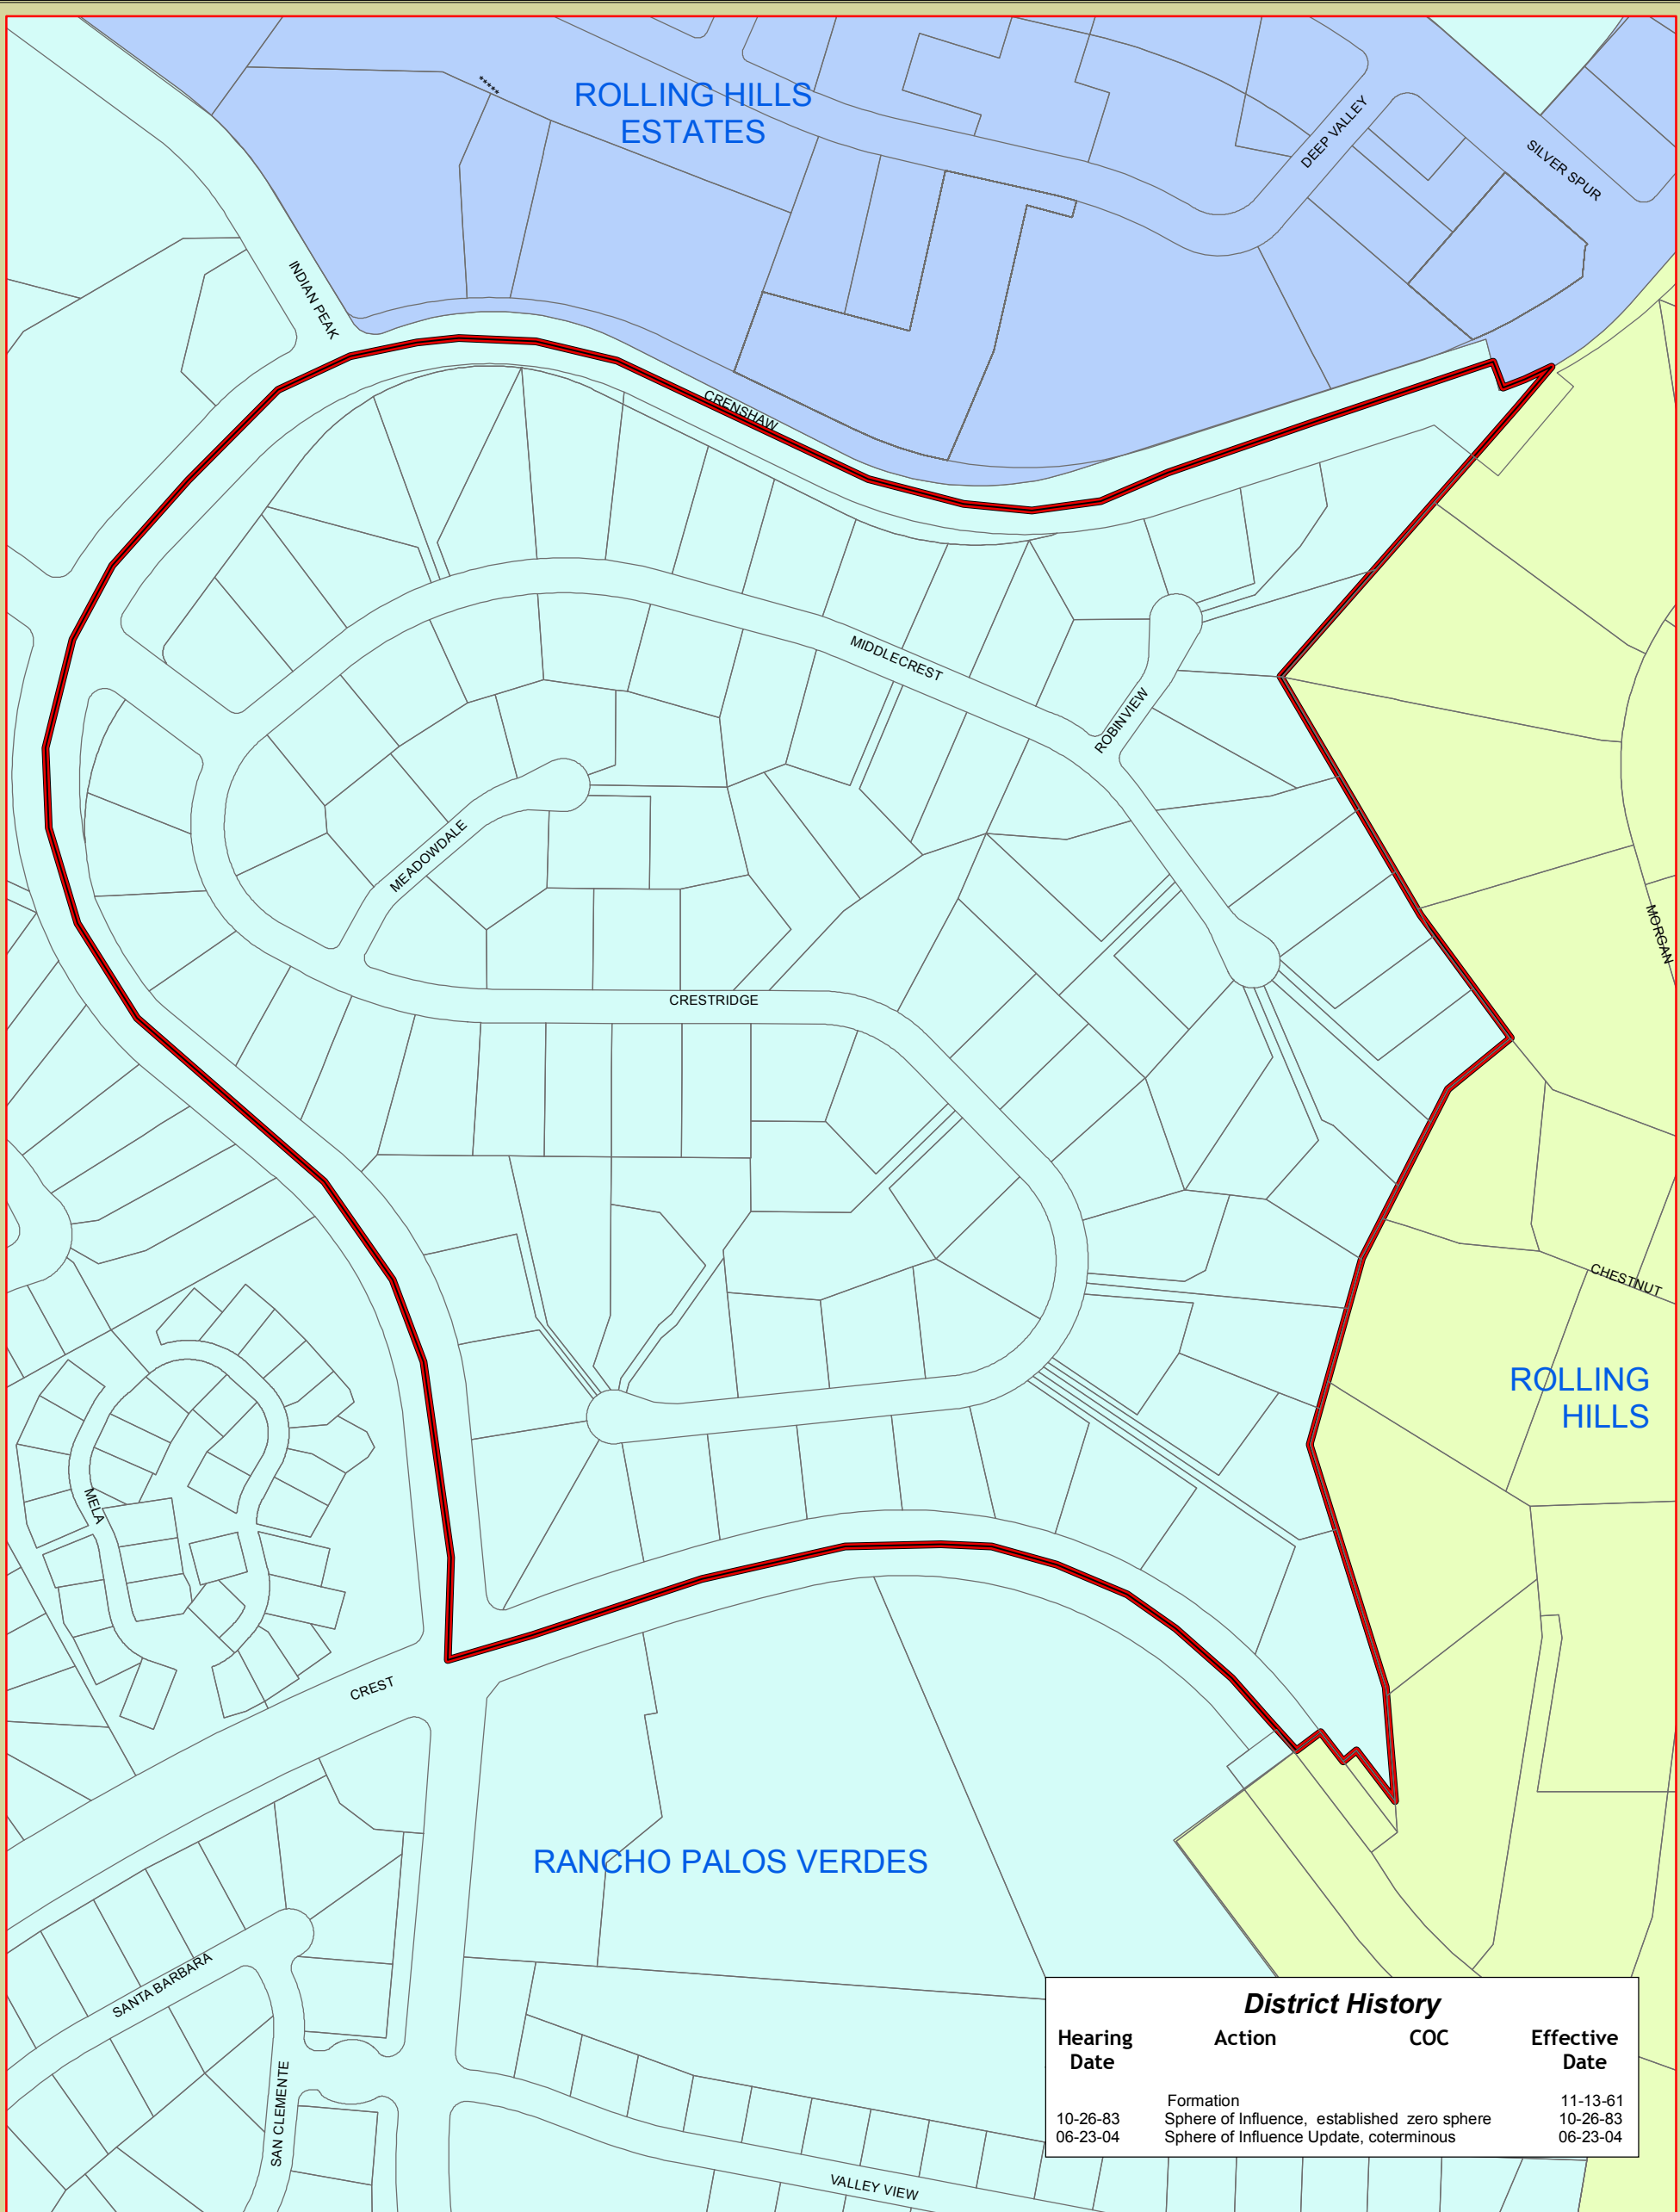 ROLLING HILLS
ESTATES
DEEP VALLEY
SILVER SPUR
INDIAN PEAK
CRENSHAW
MIDDLECREST
ROBINVIEW
MEADOWDALE
MORGAN
CRESTRIDGE
CHESTNUT
ROLLING
HILLS
MELA
CREST
RANCHO PALOS VERDES
SANTA BARBARA
SAN CLEMENTE
VALLEY VIEW
District History
Hearing Date Action COC Effective Date
Formation 11-13-61
10-26-83 Sphere of Influence, established zero sphere 10-26-83
06-23-04 Sphere of Influence Update, coterminous 06-23-04